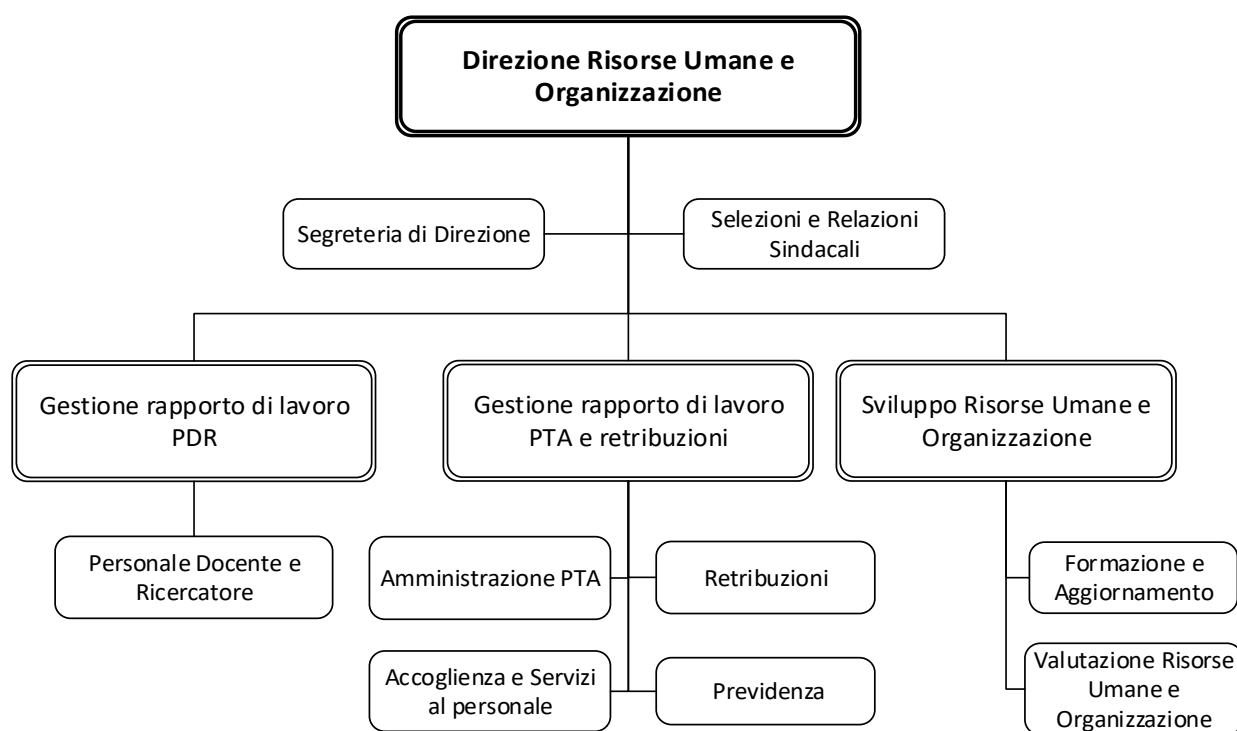 Direzione Risorse Umane e
Organizzazione
Segreteria di Direzione
Selezioni e Relazioni
Sindacali
Gestione rapporto di lavoro
PDR
Gestione rapporto di lavoro
PTA e retribuzioni
Sviluppo Risorse Umane e
Organizzazione
Personale Docente e
Ricercatore
Amministrazione PTA
Retribuzioni
Formazione e
Aggiornamento
Accoglienza e Servizi
al personale
Previdenza
Valutazione Risorse
Umane e
Organizzazione